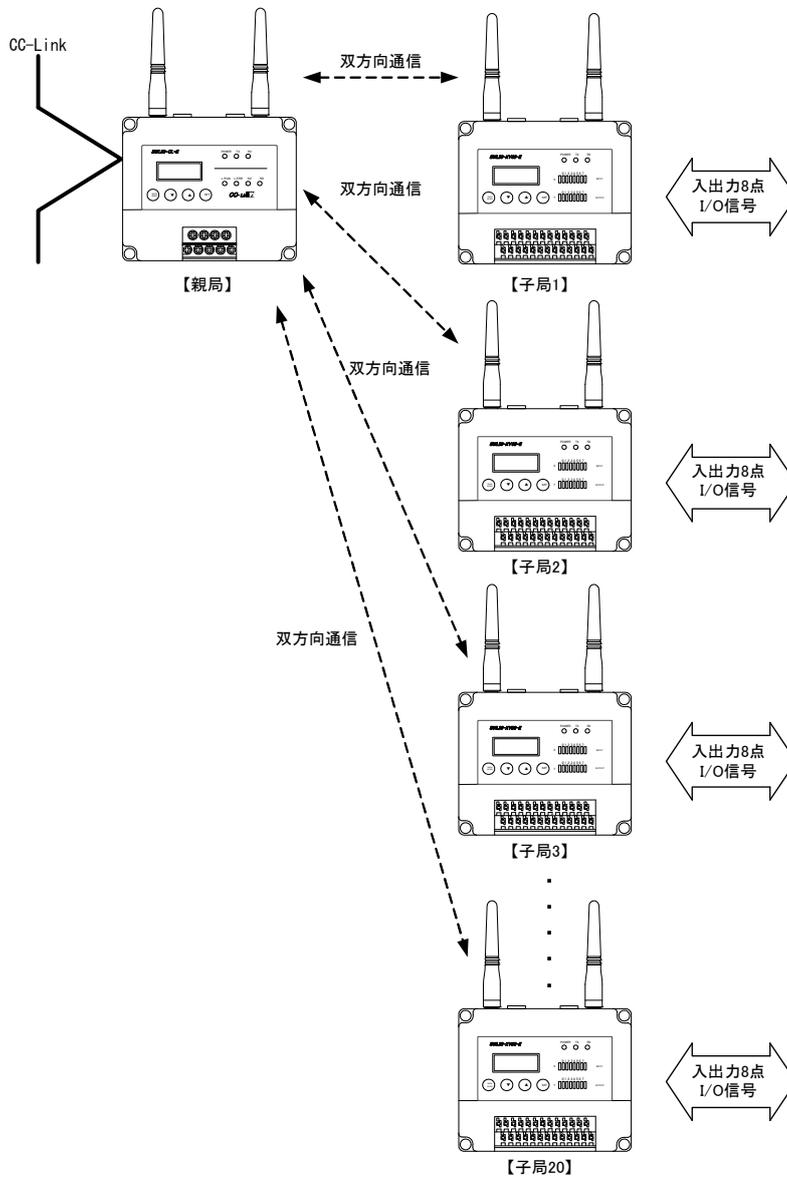 CC-Link
双方向通信
CC-Link
【親局】
【子局1】
入出力8点
I/O信号
双方向通信
【子局2】
入出力8点
I/O信号
双方向通信
【子局3】
入出力8点
I/O信号
双方向通信
【子局20】
入出力8点
I/O信号